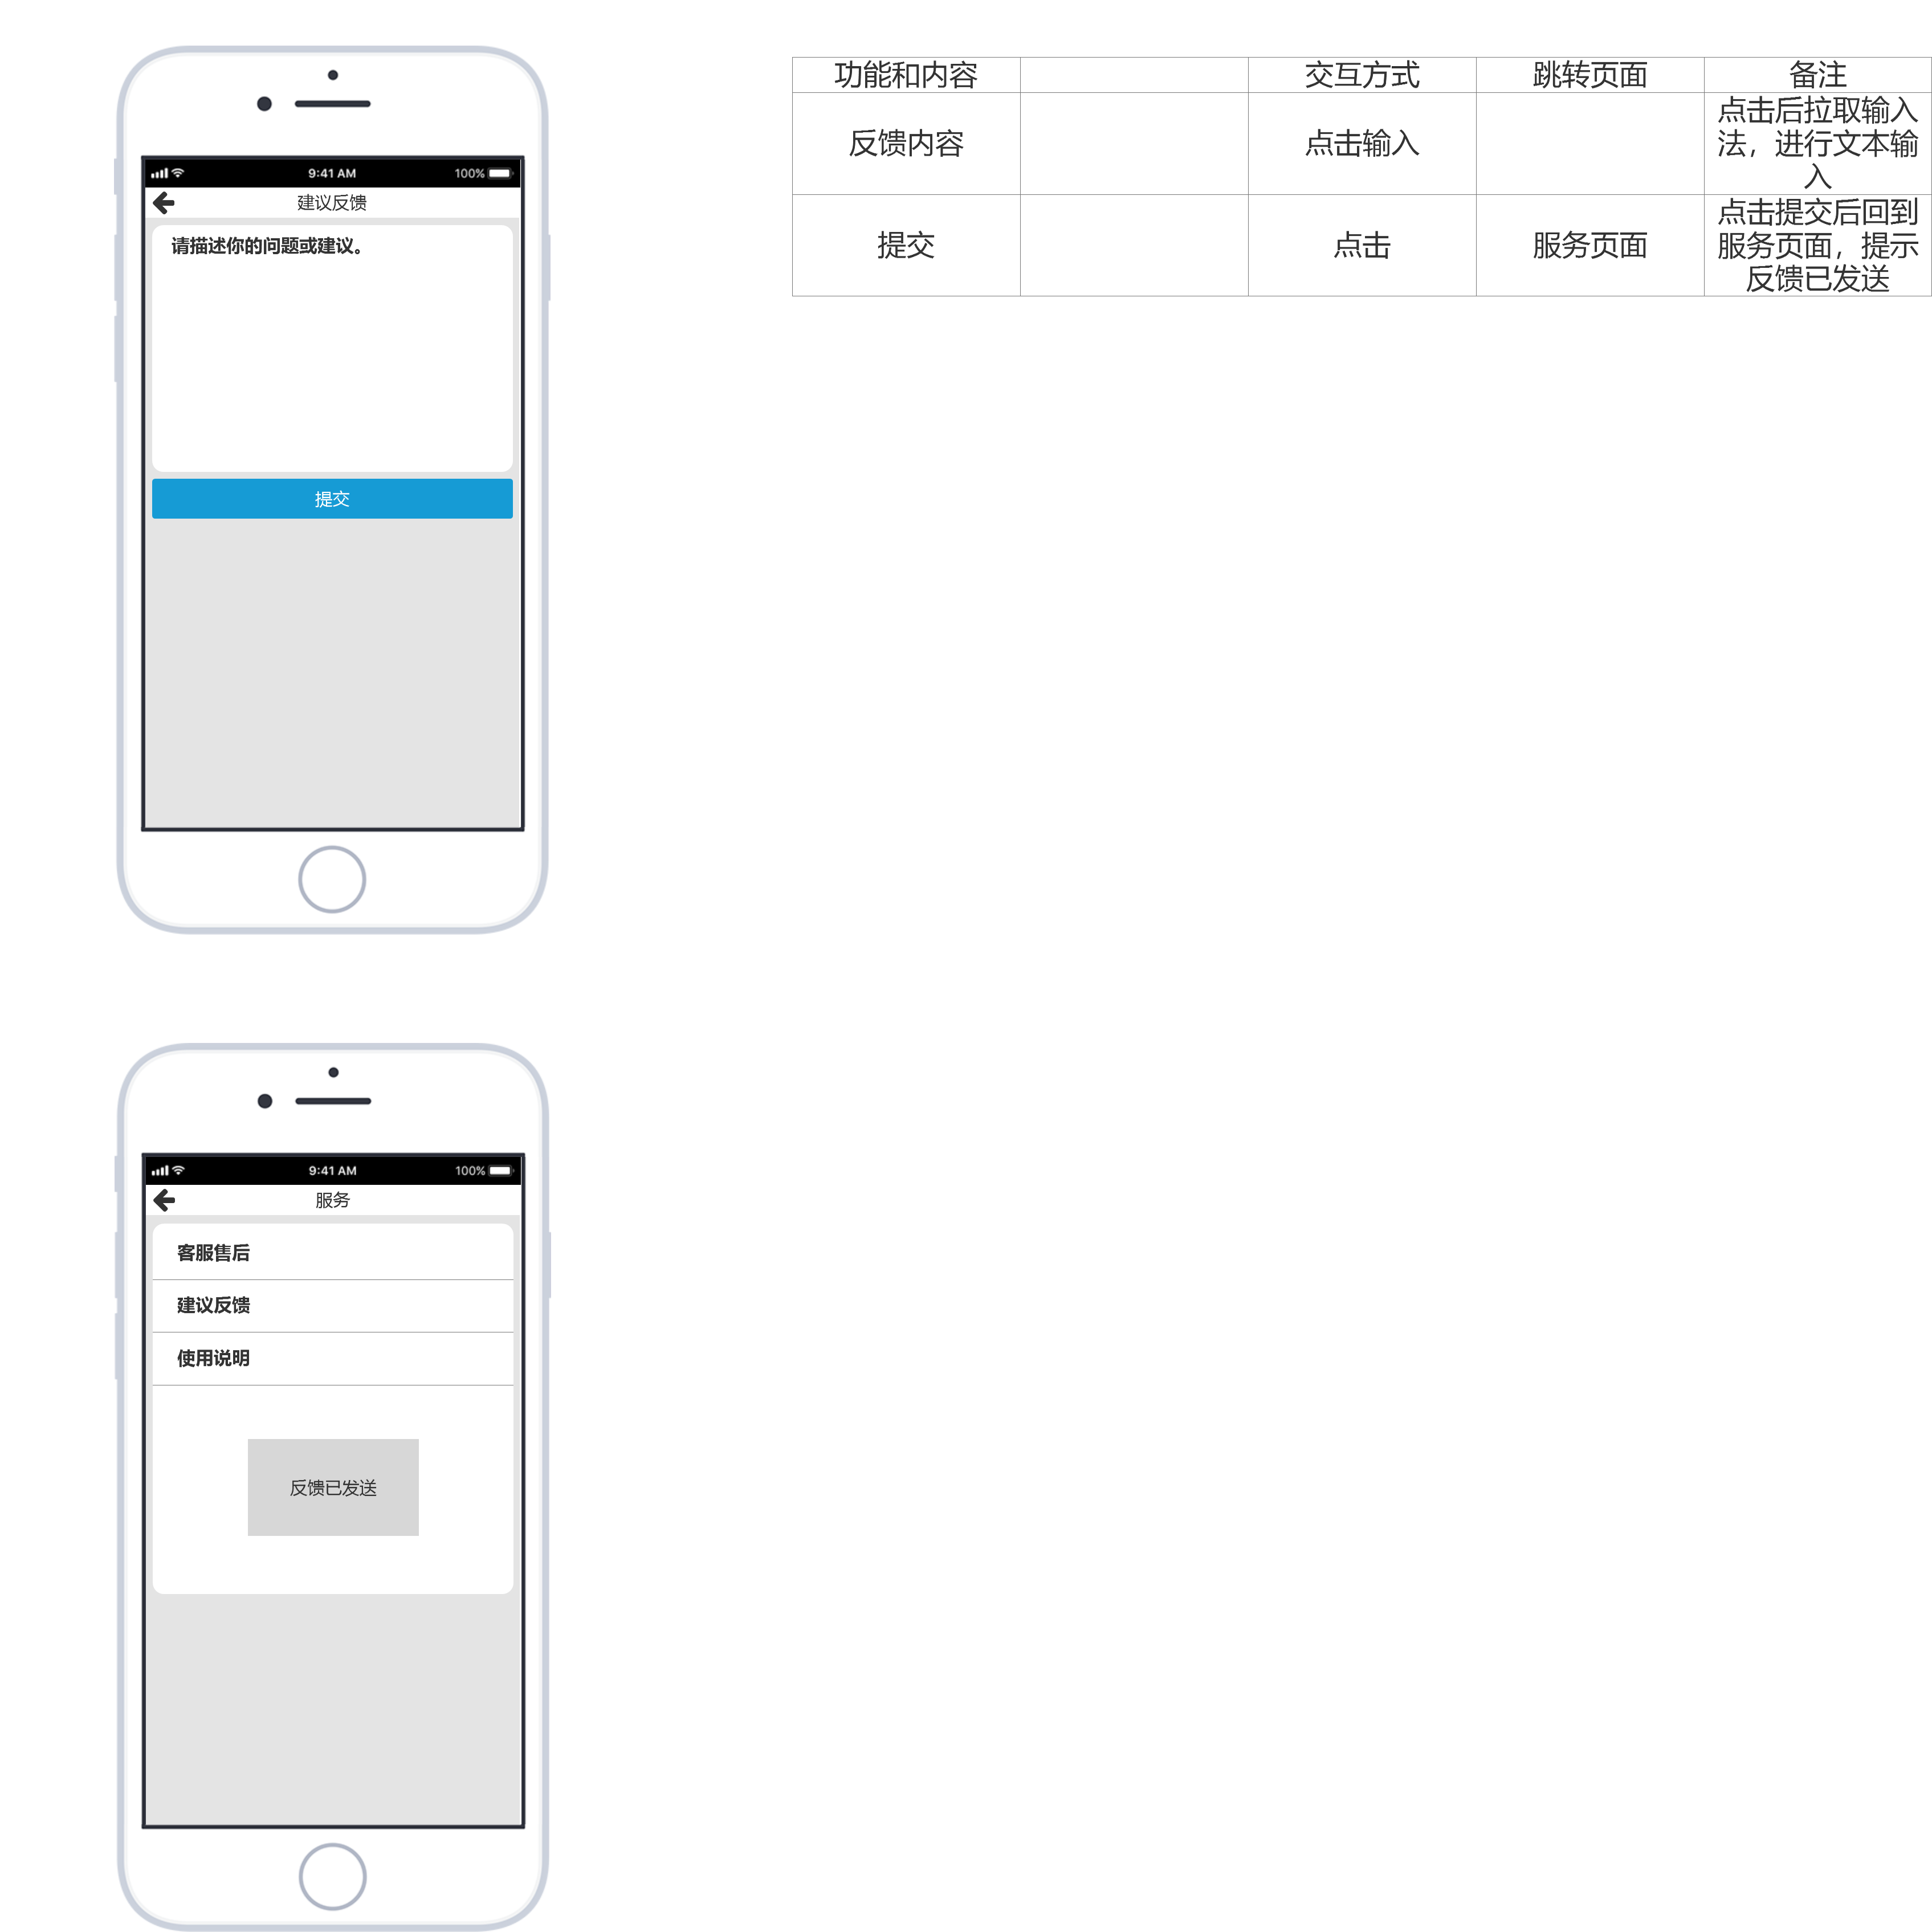 9:41 AM 100%
建议反馈
请描述你的问题或建议。
提交
功能和内容 交互方式 跳转页面 备注
反馈内容 点击输入 点击后拉取输入
法，进行文本输
入
提交 点击 服务页面 点击提交后回到
服务页面，提示
反馈已发送
9:41 AM 100%
服务
客服售后
建议反馈
使用说明
反馈已发送